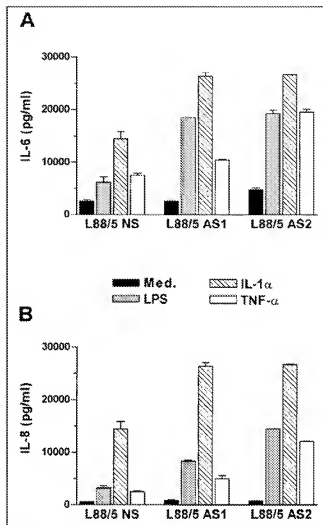 A
30000
20000
10000
0
IL-6 (pg/ml)
L88/5 NS L88/5 AS1 L88/5 AS2
Med. IL-1α
LPS TNF-α
B
30000
20000
10000
0
IL-8 (pg/ml)
L88/5 NS L88/5 AS1 L88/5 AS2